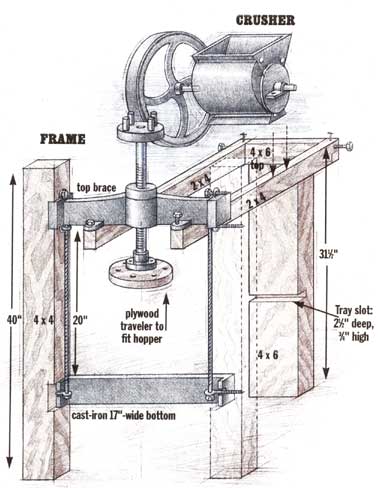 CRUSHER
FRAME
4 x 6
top
2 x 4
2 x 4
top brace
31½"
40"
4 x 4
20"
plywood
traveler to
fit hopper
Tray slot:
2½" deep,
¾" high
4 x 6
cast-iron 17"-wide bottom